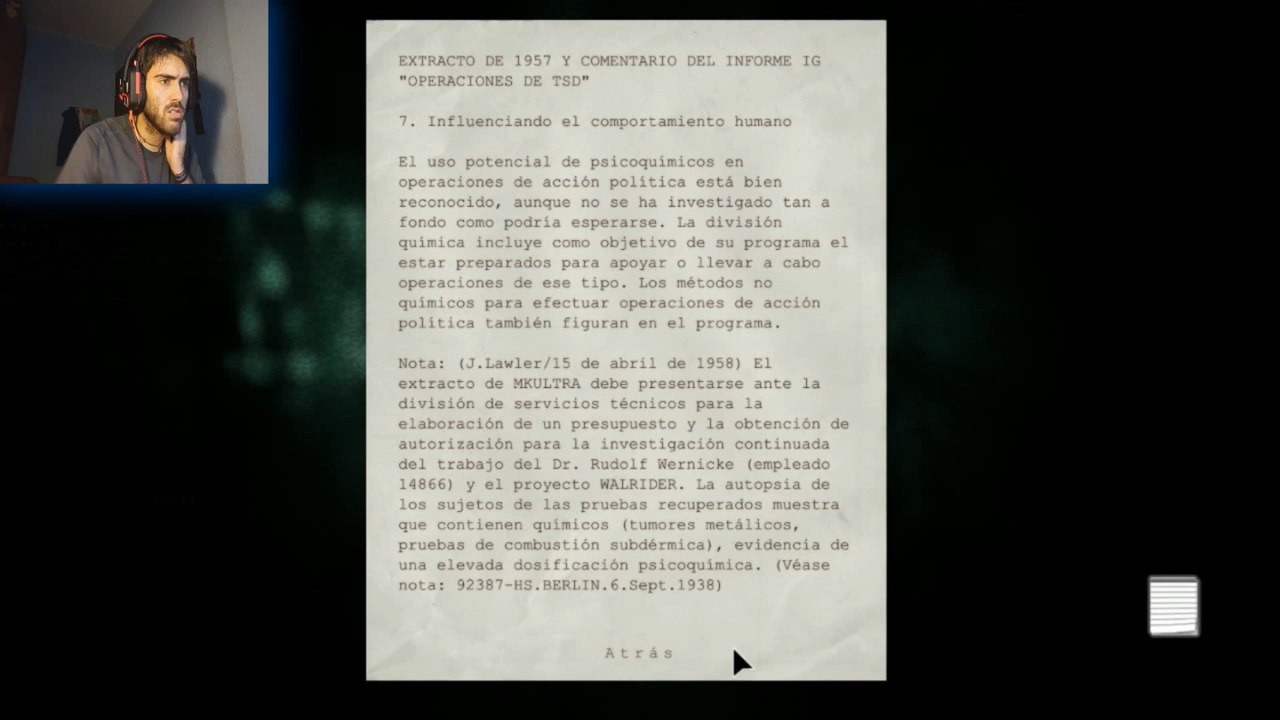 EXTRACTO DE 1957 Y COMENTARIO DEL INFORME IG
"OPERACIONES DE TSD"
7. Influenciando el comportamiento humano
El uso potencial de psicoquímicos en
operaciones de acción política está bien
reconocido, aunque no se ha investigado tan a
fondo como podría esperarse. La división
química incluye como objetivo de su programa el
estar preparados para apoyar o llevar a cabo
operaciones de ese tipo. Los métodos no
químicos para efectuar operaciones de acción
política también figuran en el programa.
Nota: (J.Lawler/15 de abril de 1958) El
extracto de MKULTRA debe presentarse ante la
división de servicios técnicos para la
elaboración de un presupuesto y la obtención de
autorización para la investigación continuada
del trabajo del Dr. Rudolf Wernicke (empleado
14866) y el proyecto WALRIDER. La autopsia de
los sujetos de las pruebas recuperados muestra
que contienen químicos (tumores metálicos,
pruebas de combustión subdérmica), evidencia de
una elevada dosificación psicoquímica. (Véase
nota: 92387-HS.BERLIN.6.Sept.1938)
Atrás